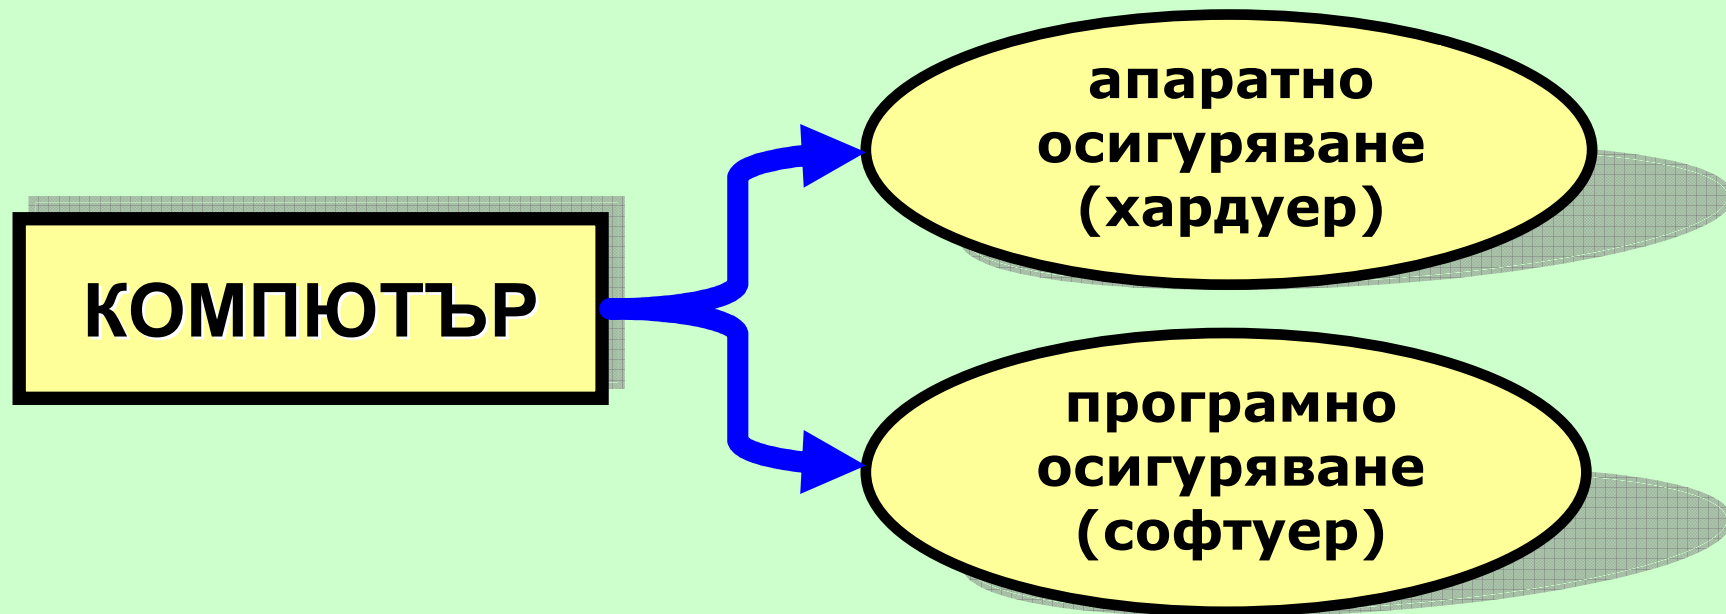 КОМПЮТЪР
апаратно
осигуряване
(хардуер)
програмно
осигуряване
(софтуер)